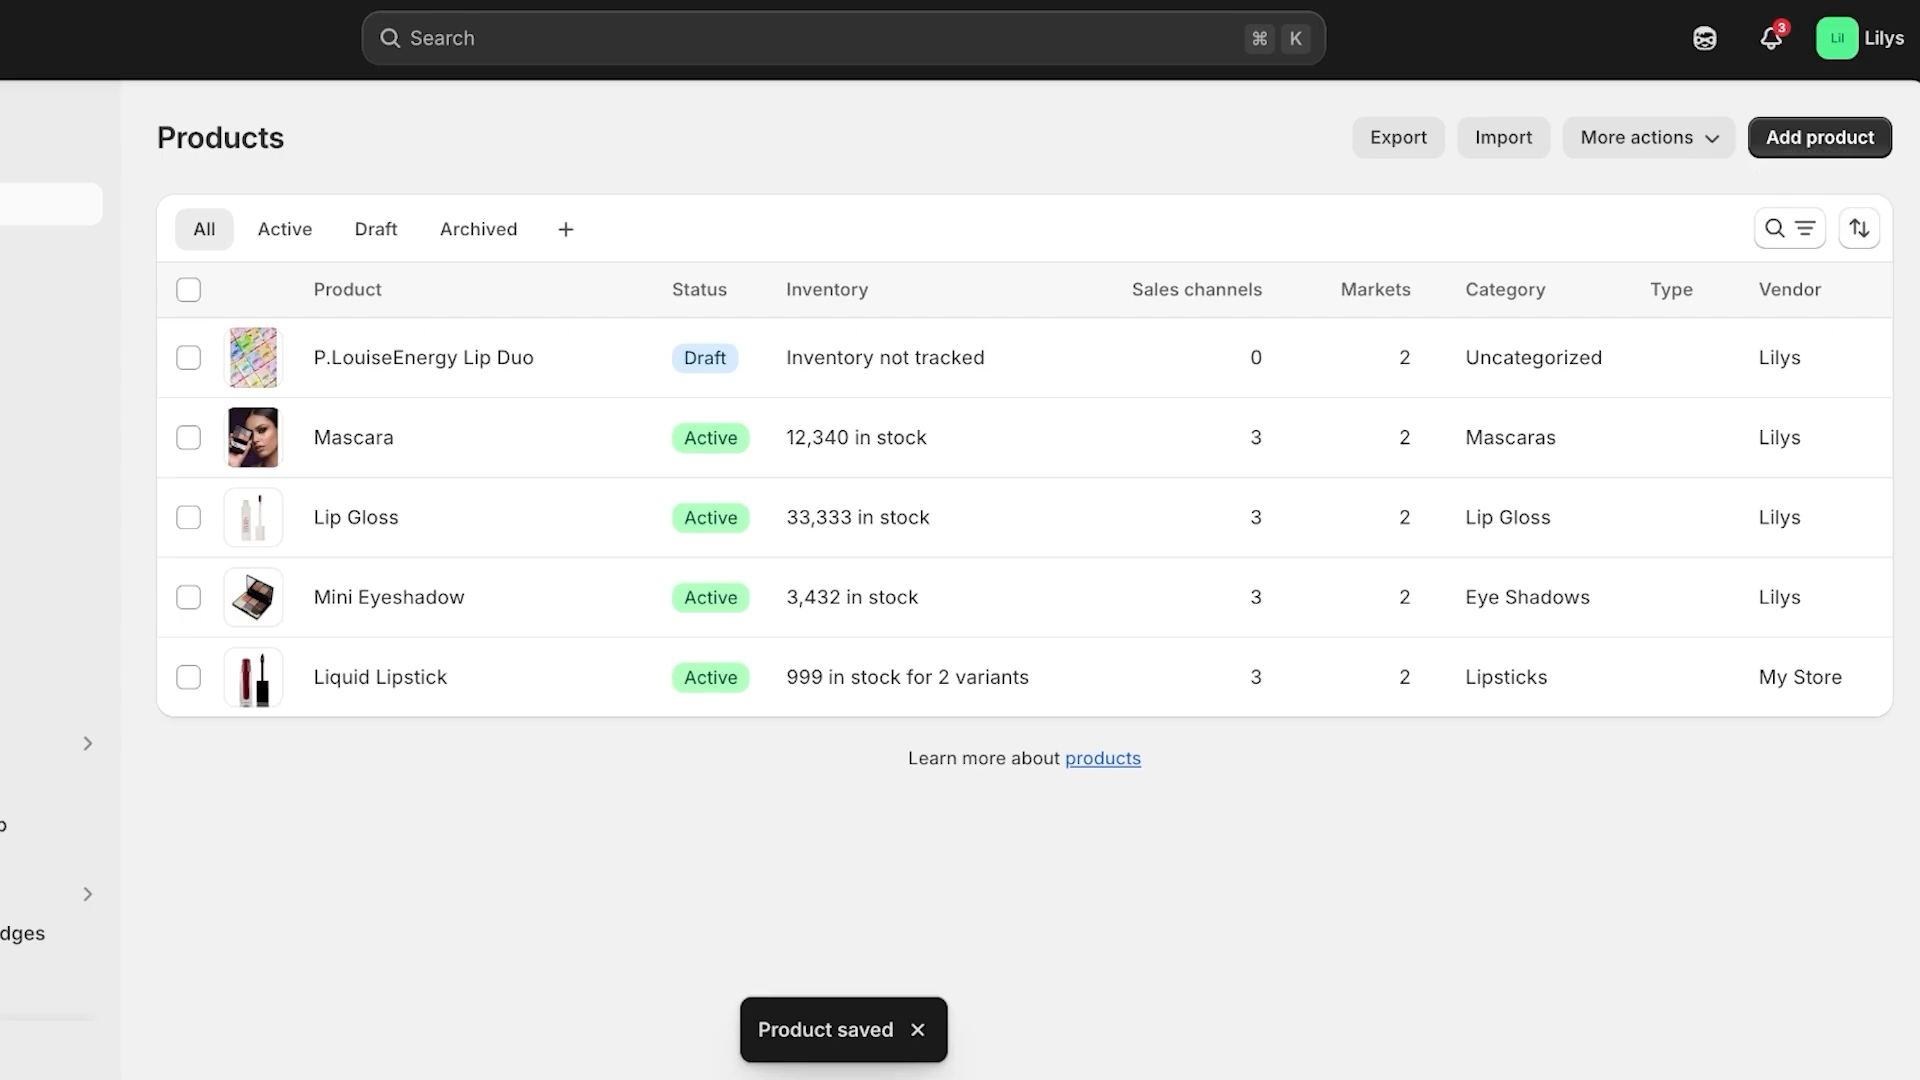 Search ⌘ K 3 Lil Lilys
Products Export Import More actions Add product
All Active Draft Archived +
Product Status Inventory Sales channels Markets Category Type Vendor
P.LouiseEnergy Lip Duo Draft Inventory not tracked 0 2 Uncategorized Lilys
Mascara Active 12,340 in stock 3 2 Mascaras Lilys
Lip Gloss Active 33,333 in stock 3 2 Lip Gloss Lilys
Mini Eyeshadow Active 3,432 in stock 3 2 Eye Shadows Lilys
Liquid Lipstick Active 999 in stock for 2 variants 3 2 Lipsticks My Store
Learn more about products
dges
Product saved